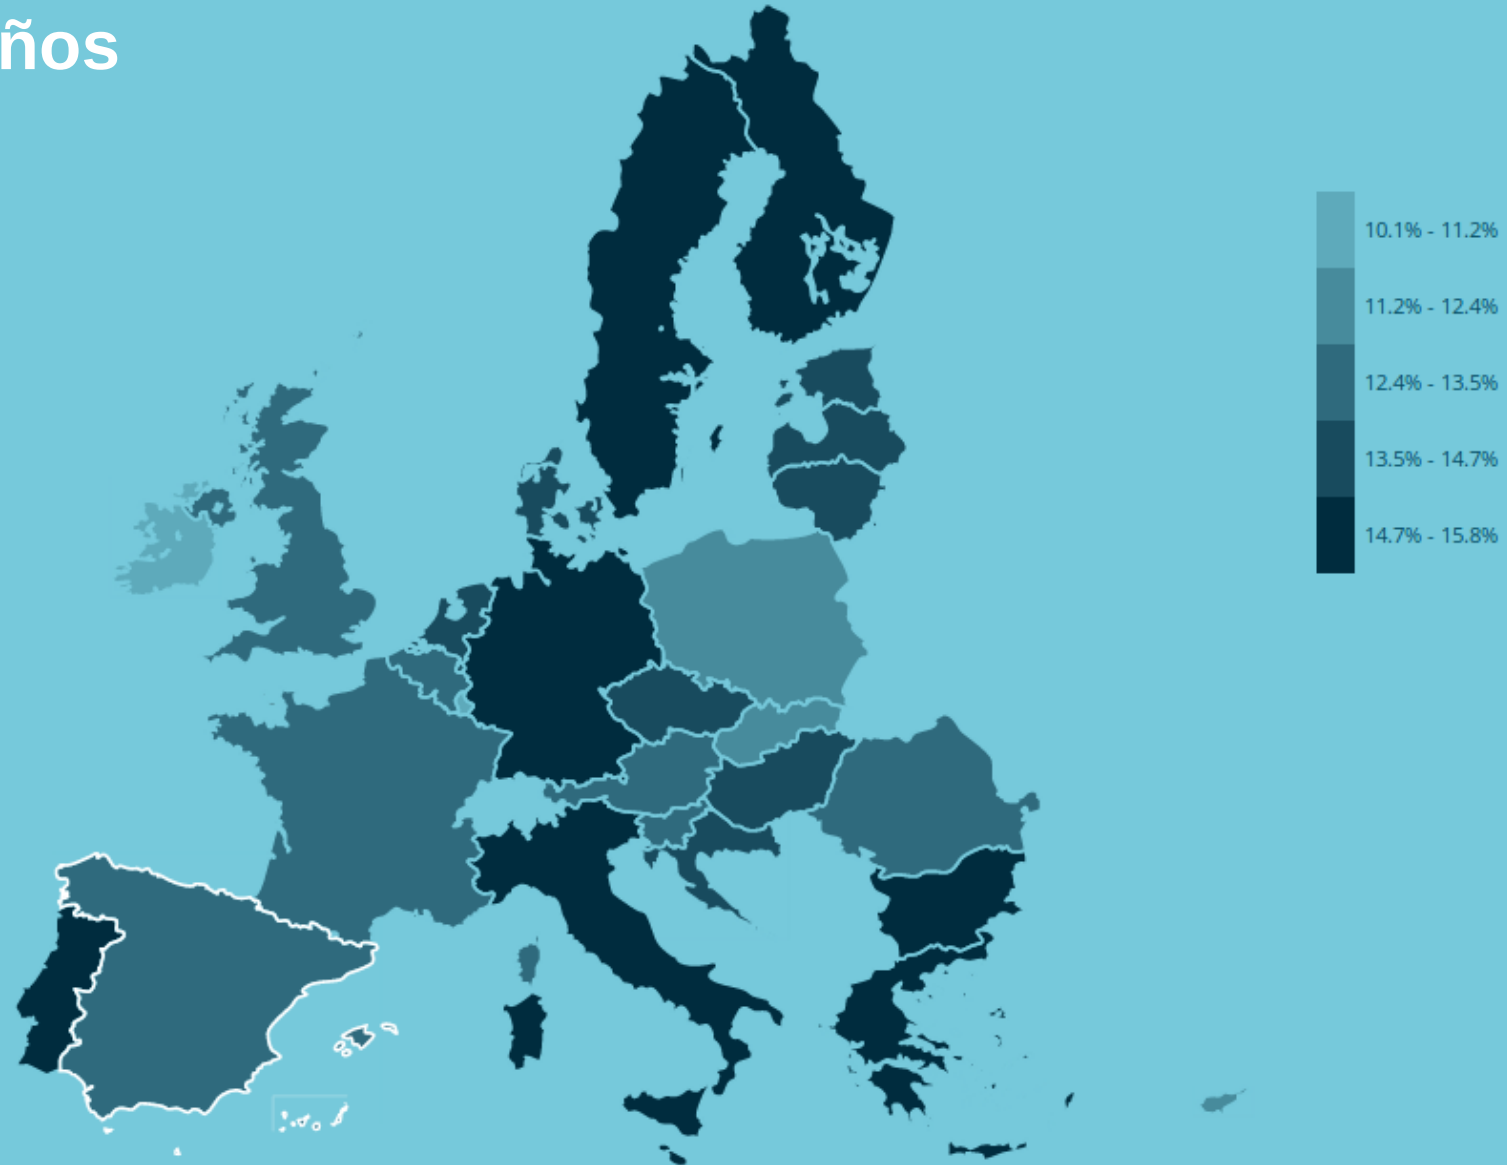 ños
10.1% - 11.2%
11.2% - 12.4%
12.4% - 13.5%
13.5% - 14.7%
14.7% - 15.8%